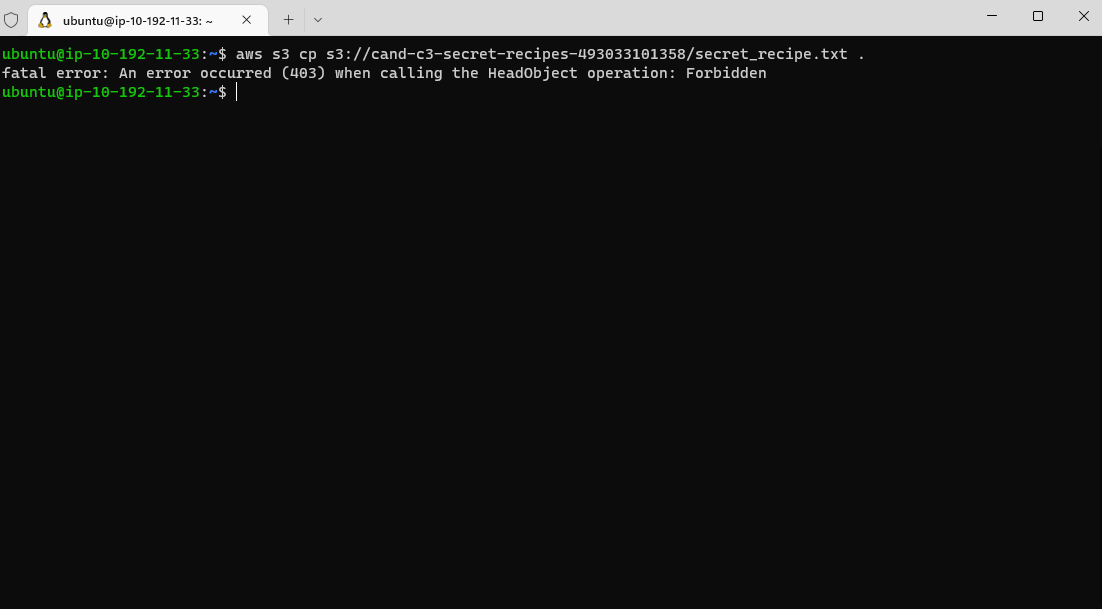 ubuntu@ip-10-192-11-33: ~
ubuntu@ip-10-192-11-33:~$ aws s3 cp s3://cand-c3-secret-recipes-493033101358/secret_recipe.txt .
fatal error: An error occurred (403) when calling the HeadObject operation: Forbidden
ubuntu@ip-10-192-11-33:~$